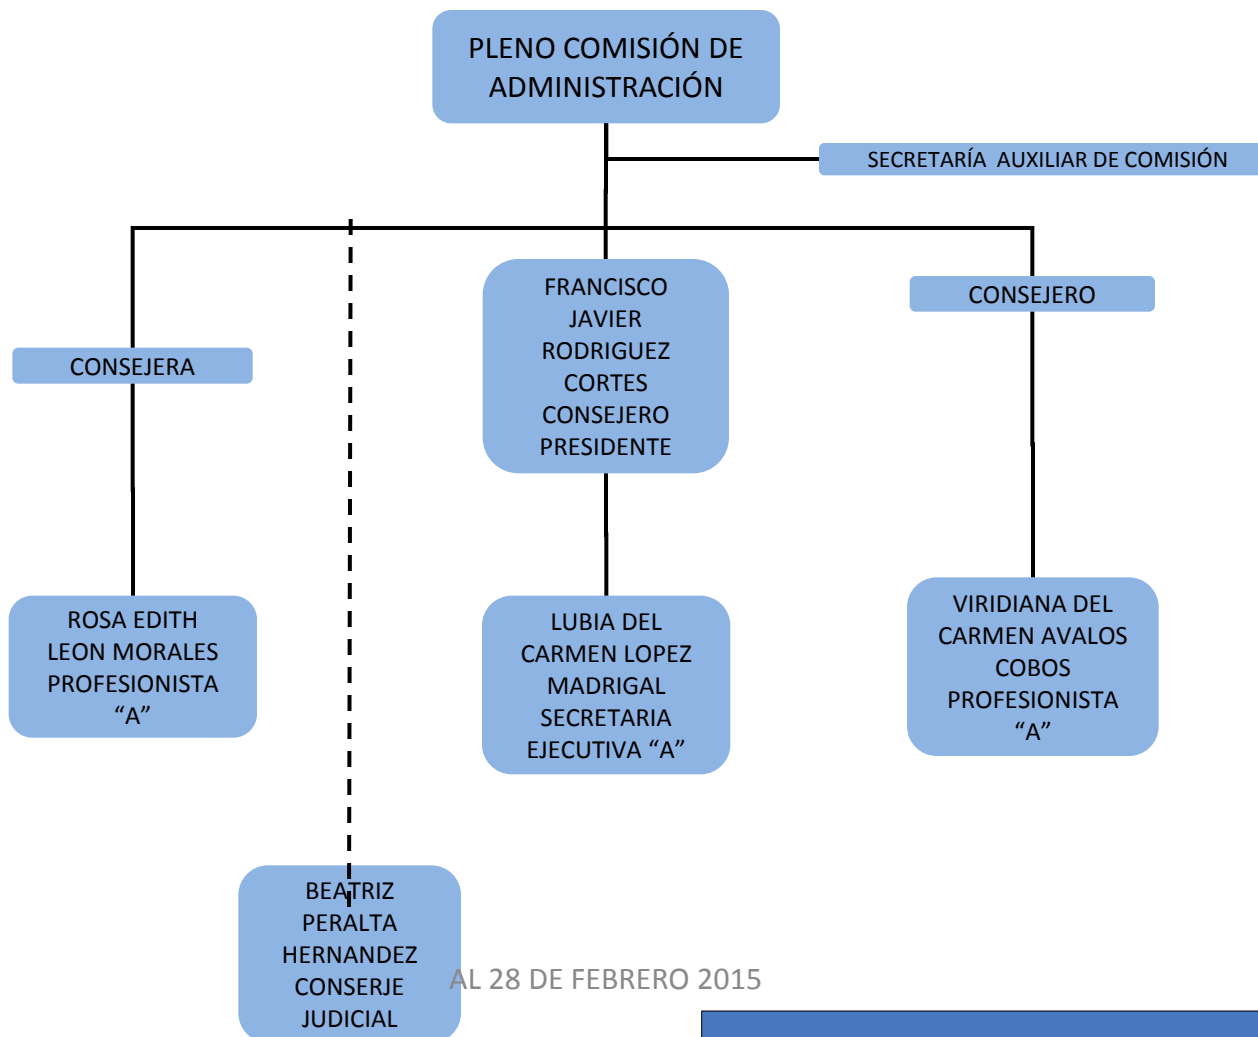 PLENO COMISIÓN DE
ADMINISTRACIÓN
SECRETARÍA  AUXILIAR DE COMISIÓN
FRANCISCO
JAVIER
RODRIGUEZ
CORTES
CONSEJERO
PRESIDENTE
CONSEJERO
CONSEJERA
ROSA EDITH
LEON MORALES
PROFESIONISTA
“A”
LUBIA DEL
CARMEN LOPEZ
MADRIGAL
SECRETARIA
EJECUTIVA “A”
VIRIDIANA DEL
CARMEN AVALOS
COBOS
PROFESIONISTA
“A”
BEATRIZ
PERALTA
HERNANDEZ
CONSERJE
JUDICIAL
AL 28 DE FEBRERO 2015